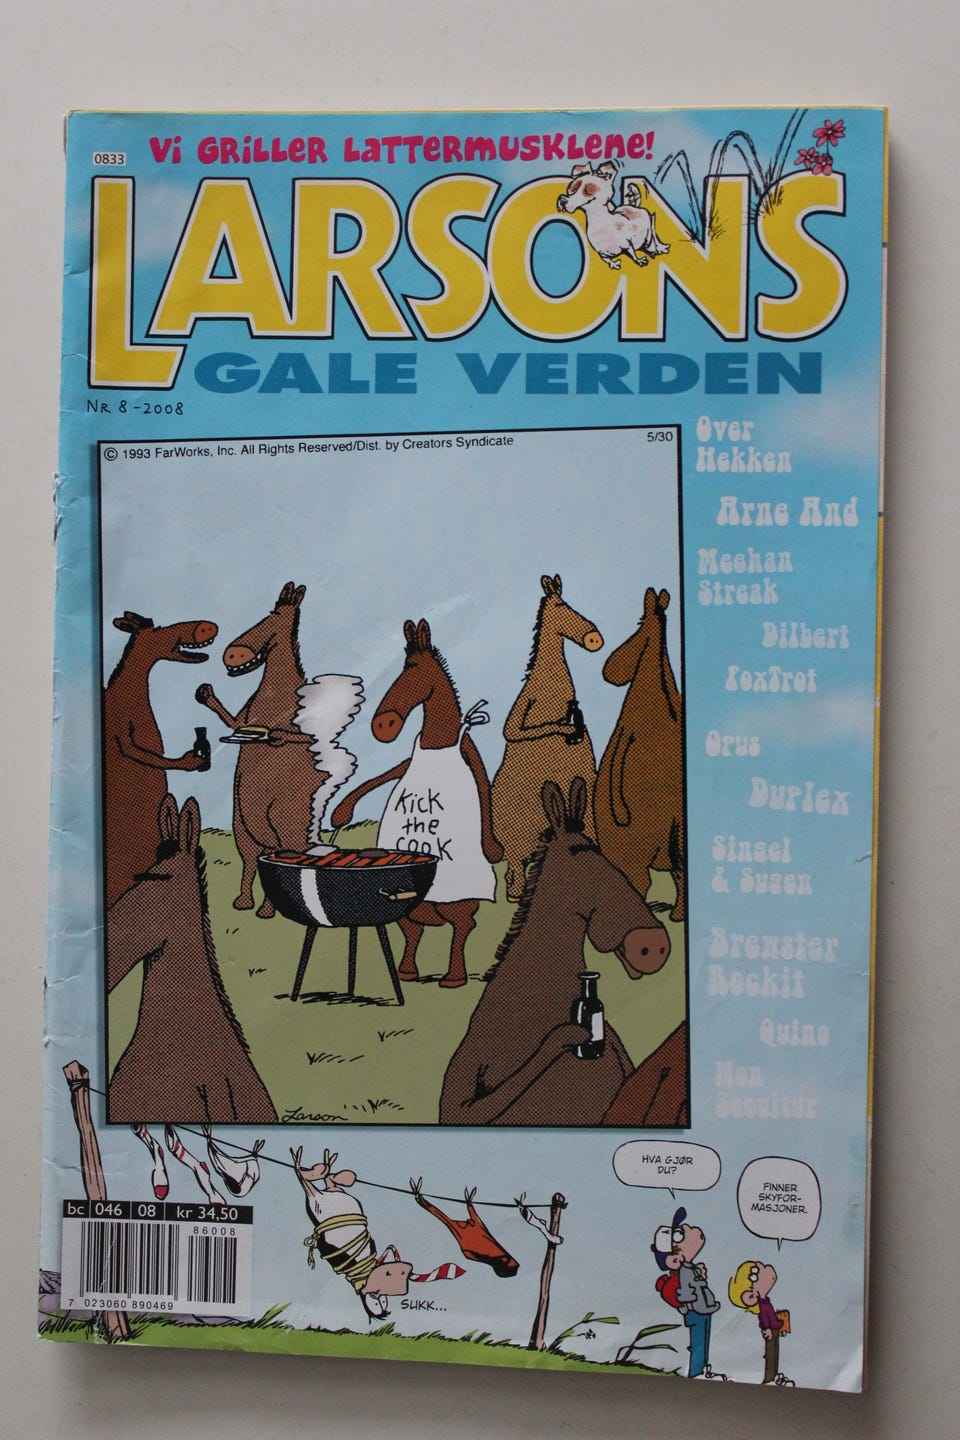 0833
Vi GRILLER LATTERMUSKLENE!
LARSONS
GALE VERDEN
NR 8-2008
© 1993 FarWorks, Inc. All Rights Reserved/Dist. by Creators Syndicate
5/30
Over
Hekken
Arne And
Meehan
Streak
Dilbert
FoxTrot
Opus
Duplex
Singel
& Sugen
Brewster
Rockit
Quino
Non
Sequitur
Kick
the
cook
Larson
HVA GJØR
DU?
FINNER
SKYFOR-
MASJONER.
SUKK...
bc 046 08 kr 34,50
86008
7 023060 890469